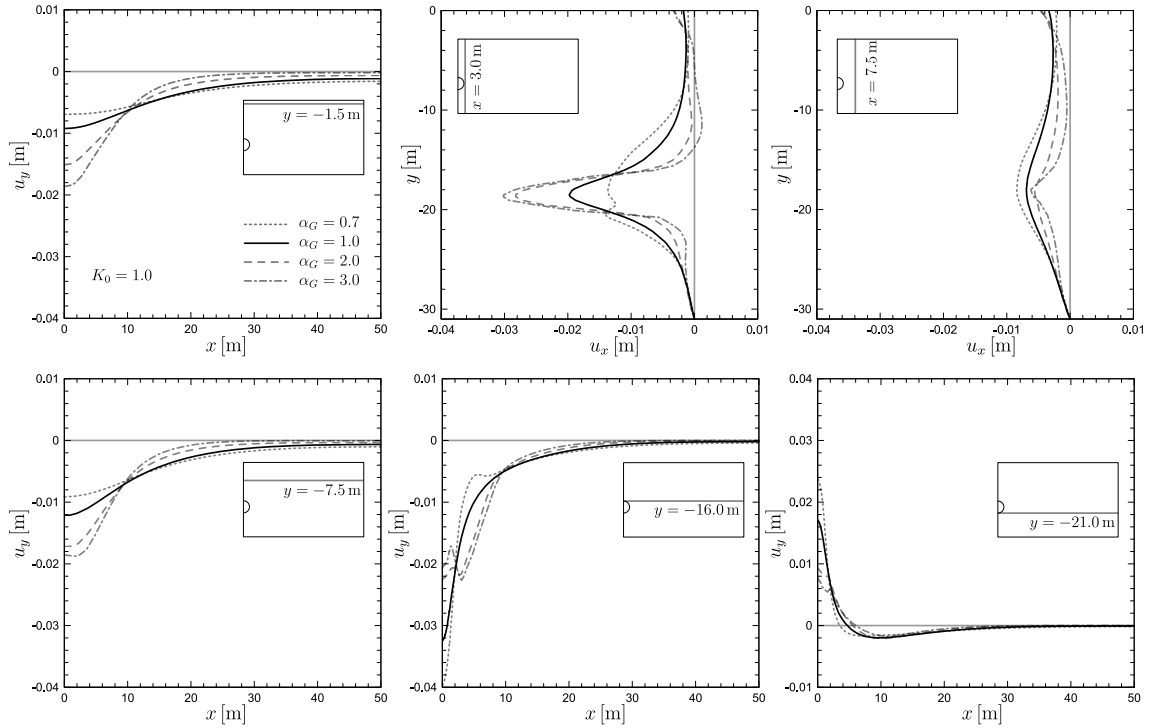 0.01
0
-0.01
-0.02
-0.03
-0.04
u_y [m]
0 10 20 30 40 50
x [m]
y = −1.5 m
α_G = 0.7
α_G = 1.0
α_G = 2.0
α_G = 3.0
K_0 = 1.0
0
-10
-20
-30
y [m]
-0.04 -0.03 -0.02 -0.01 0 0.01
u_x [m]
x = 3.0 m
0
-10
-20
-30
y [m]
-0.04 -0.03 -0.02 -0.01 0 0.01
u_x [m]
x = 7.5 m
0.01
0
-0.01
-0.02
-0.03
-0.04
u_y [m]
0 10 20 30 40 50
x [m]
y = −7.5 m
0.01
0
-0.01
-0.02
-0.03
-0.04
u_y [m]
0 10 20 30 40 50
x [m]
y = −16.0 m
0.04
0.03
0.02
0.01
0
-0.01
u_y [m]
0 10 20 30 40 50
x [m]
y = −21.0 m